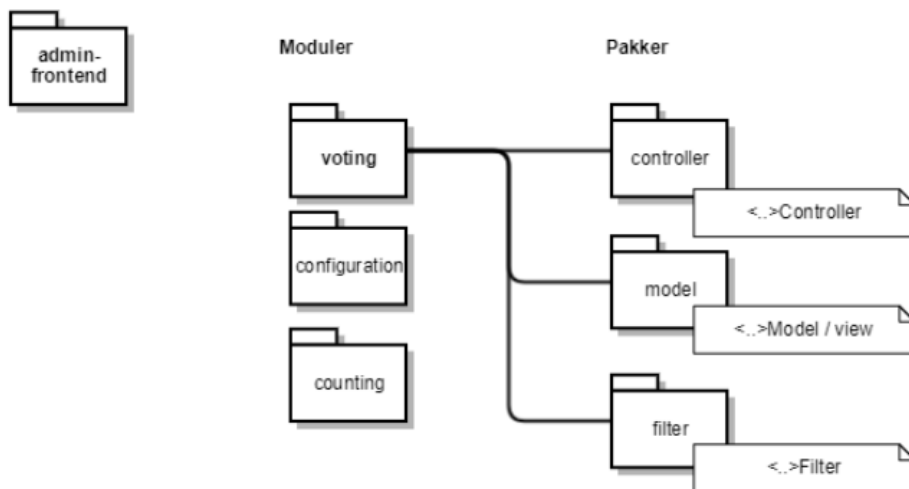 admin-
frontend
Moduler
Pakker
voting
controller
<..>Controller
configuration
model
<..>Model / view
counting
filter
<..>Filter